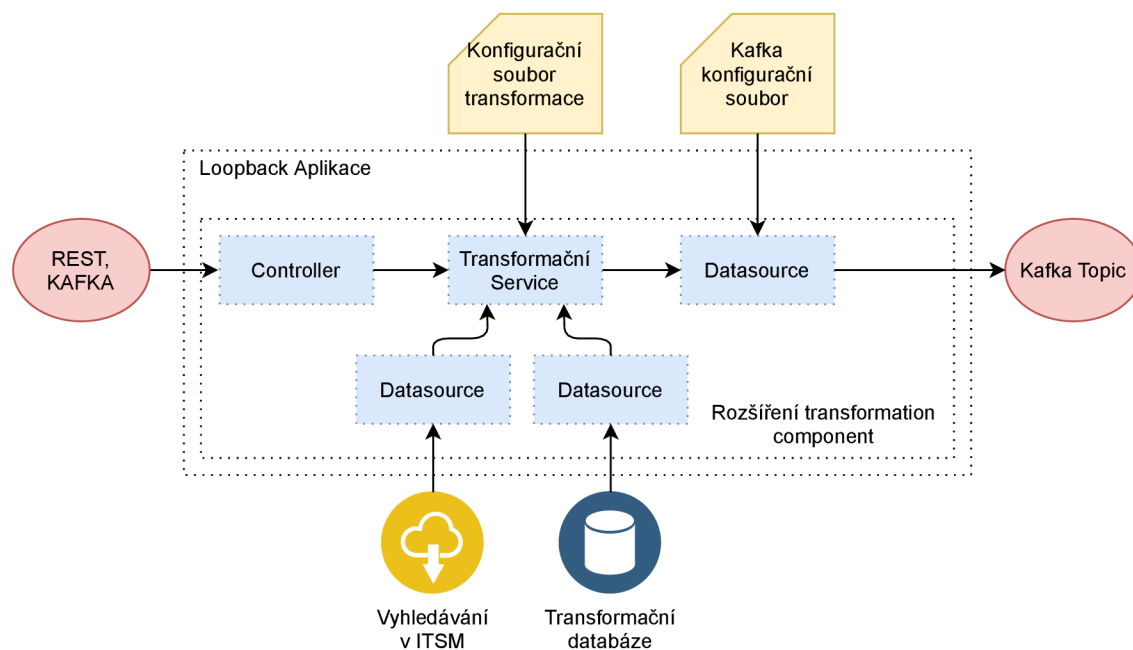 Konfigurační
soubor
transformace
Kafka
konfigurační
soubor
Loopback Aplikace
REST,
KAFKA
Controller
Transformační
Service
Datasource
Kafka Topic
Datasource
Datasource
Rozšíření transformation
component
Vyhledávání
v ITSM
Transformační
databáze